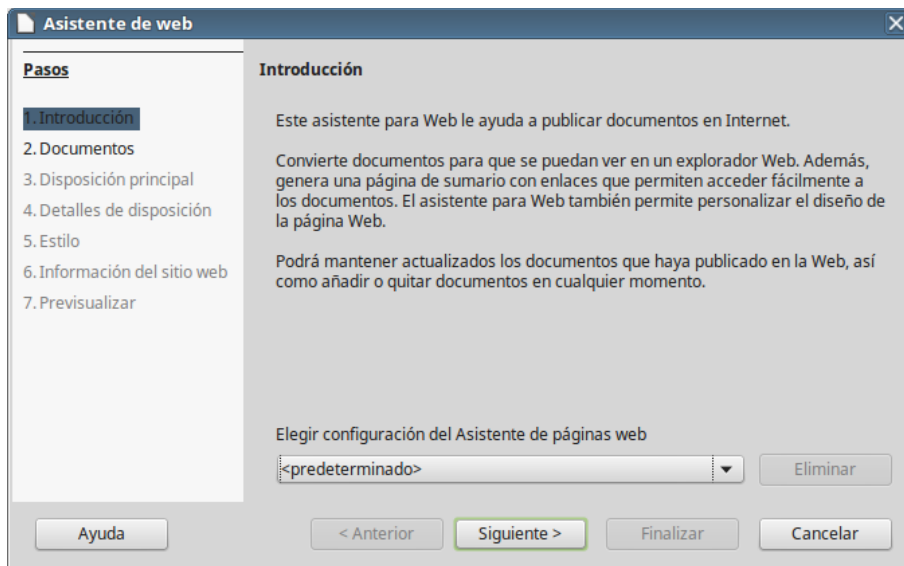 Asistente de web
Pasos
1. Introducción
2. Documentos
3. Disposición principal
4. Detalles de disposición
5. Estilo
6. Información del sitio web
7. Previsualizar
Introducción
Este asistente para Web le ayuda a publicar documentos en Internet.
Convierte documentos para que se puedan ver en un explorador Web. Además,
genera una página de sumario con enlaces que permiten acceder fácilmente a
los documentos. El asistente para Web también permite personalizar el diseño de
la página Web.
Podrá mantener actualizados los documentos que haya publicado en la Web, así
como añadir o quitar documentos en cualquier momento.
Elegir configuración del Asistente de páginas web
<predeterminado>
Eliminar
Ayuda
< Anterior
Siguiente >
Finalizar
Cancelar